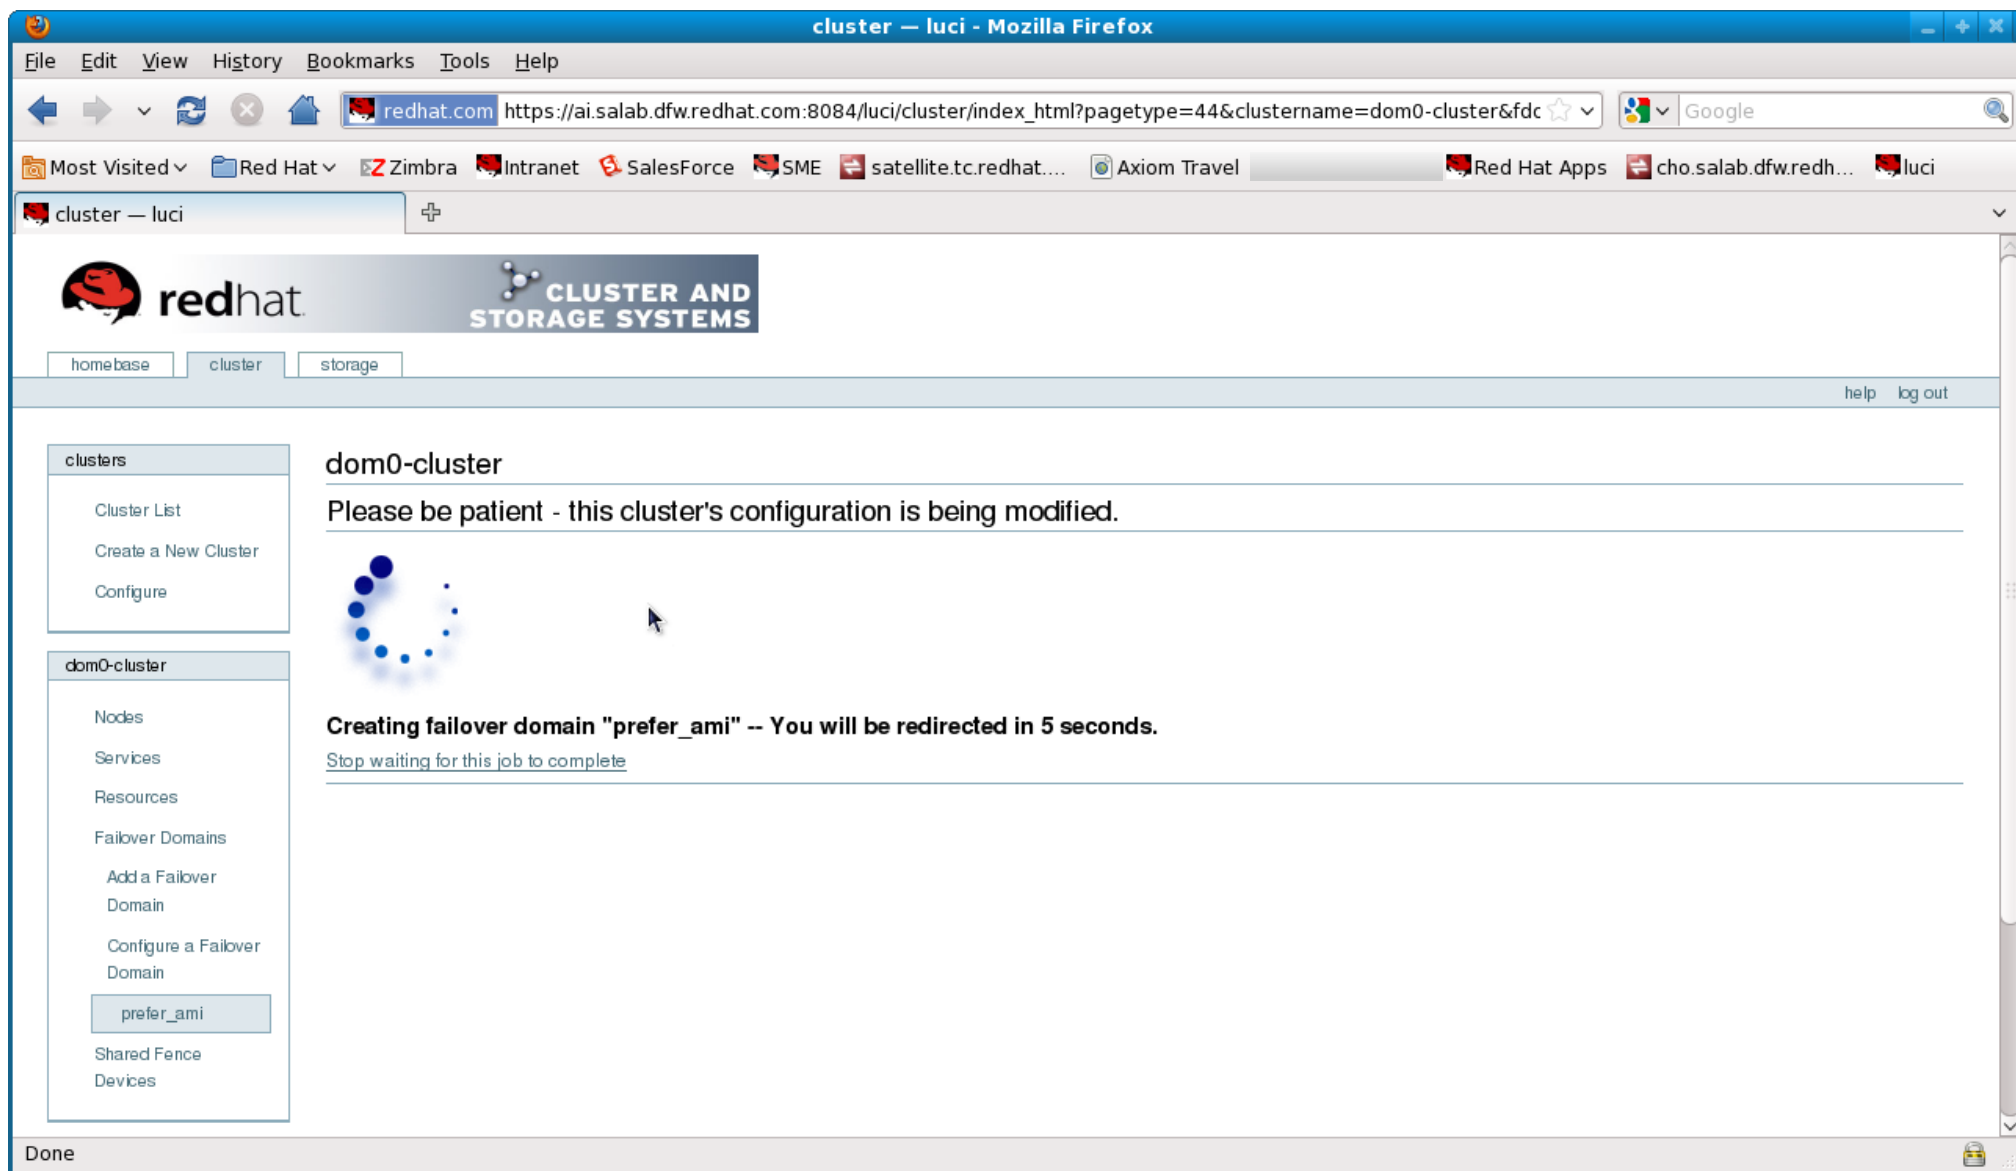 cluster — luci - Mozilla Firefox
File Edit View History Bookmarks Tools Help
redhat.com https://ai.salab.dfw.redhat.com:8084/luci/cluster/index_html?pagetype=44&clustername=dom0-cluster&fdc Google
Most Visited Red Hat Zimbra Intranet SalesForce SME satellite.tc.redhat.... Axiom Travel Red Hat Apps cho.salab.dfw.redh... luci
cluster — luci
redhat.
CLUSTER AND
STORAGE SYSTEMS
homebase cluster storage
help log out
clusters
Cluster List
Create a New Cluster
Configure
dom0-cluster
Nodes
Services
Resources
Failover Domains
Add a Failover
Domain
Configure a Failover
Domain
prefer_ami
Shared Fence
Devices
dom0-cluster
Please be patient - this cluster's configuration is being modified.
Creating failover domain "prefer_ami" -- You will be redirected in 5 seconds.
Stop waiting for this job to complete
Done